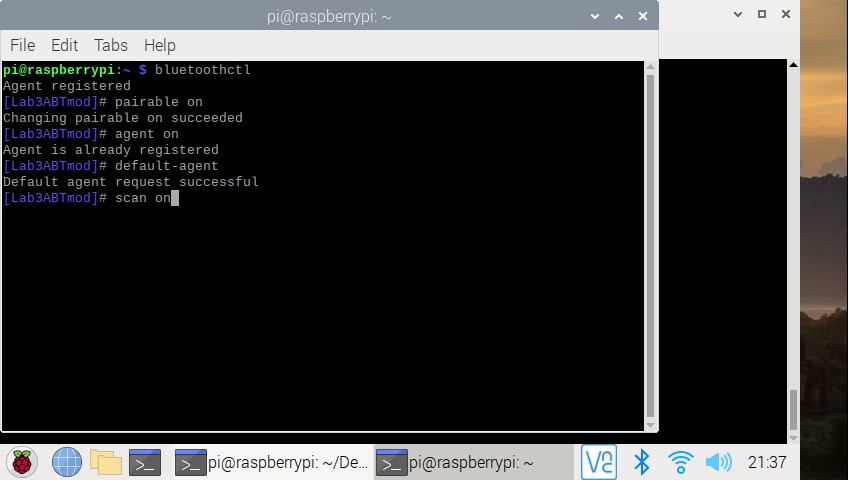 pi@raspberrypi: ~
File Edit Tabs Help
pi@raspberrypi:~ $ bluetoothctl
Agent registered
[Lab3ABTmod]# pairable on
Changing pairable on succeeded
[Lab3ABTmod]# agent on
Agent is already registered
[Lab3ABTmod]# default-agent
Default agent request successful
[Lab3ABTmod]# scan on
>_ >_ pi@raspberrypi: ~/De... >_ pi@raspberrypi: ~ VNC 21:37